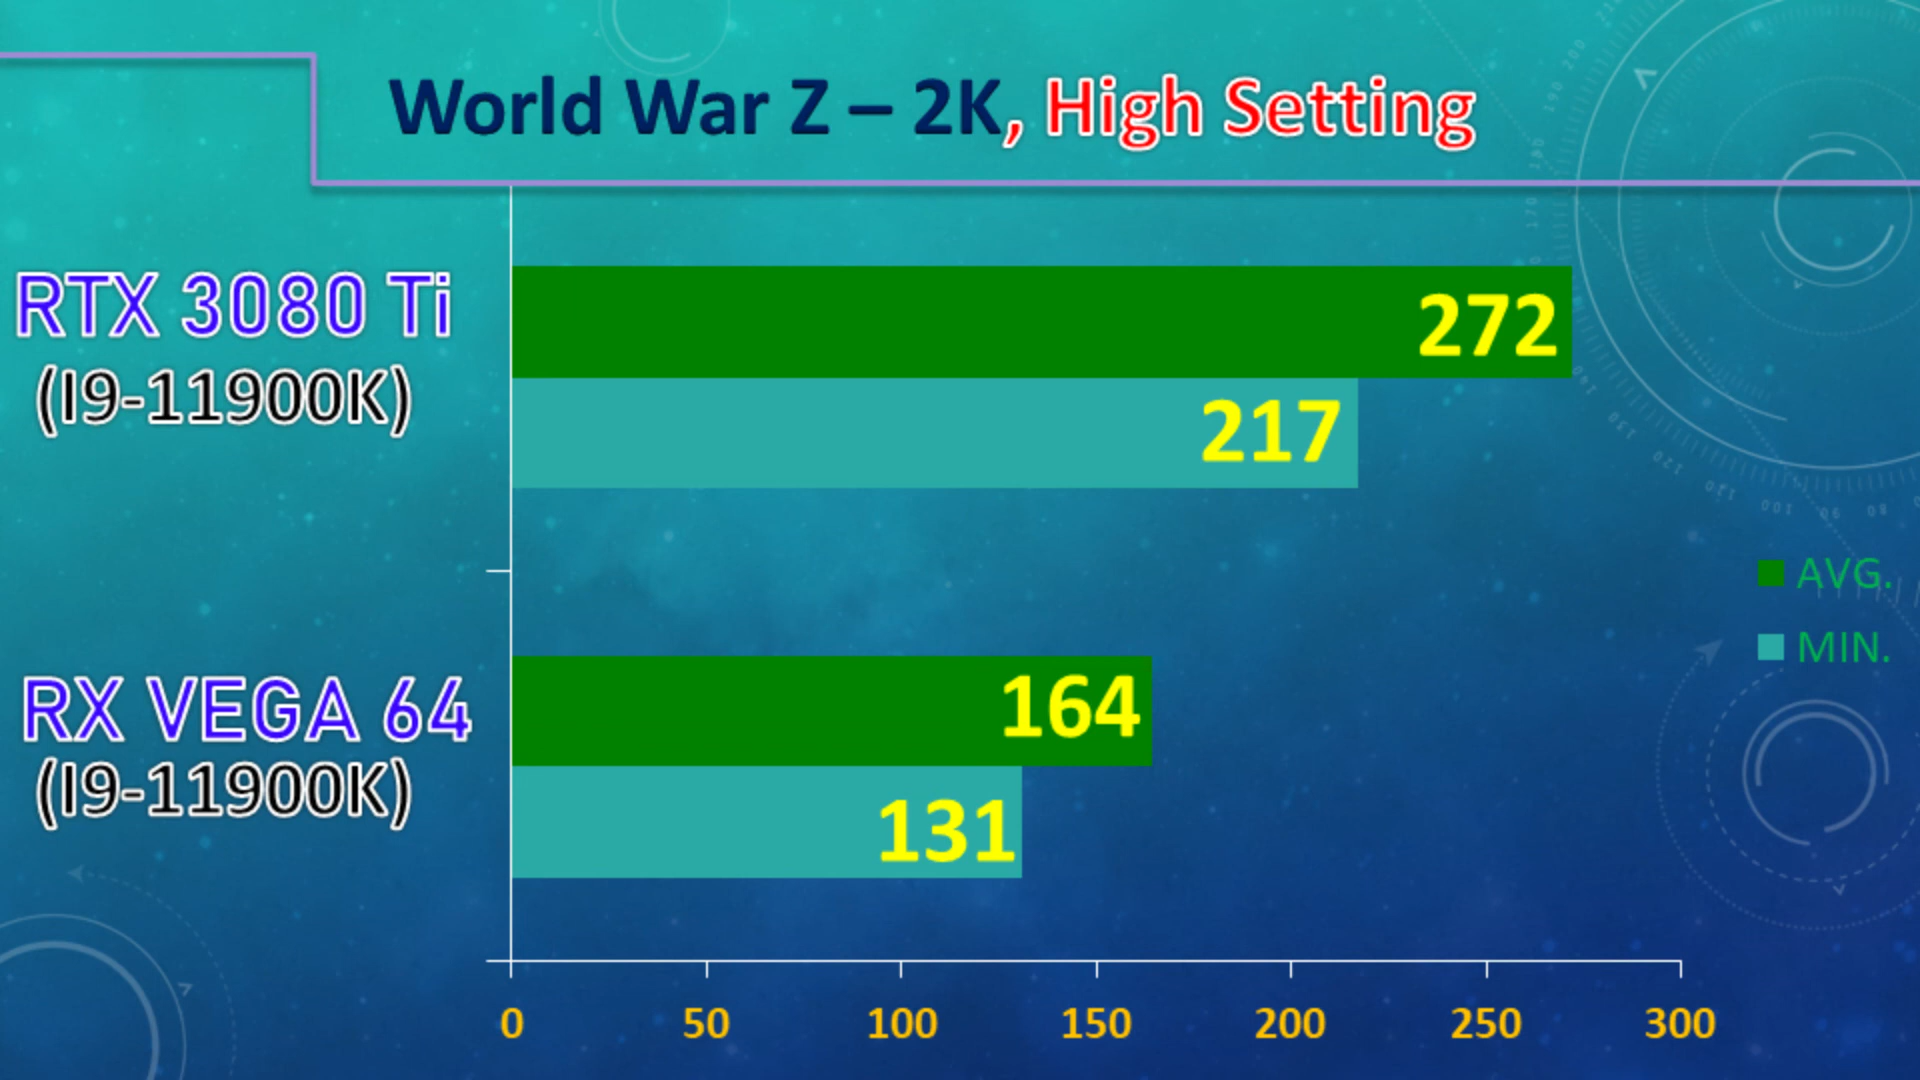 World War Z – 2K, High Setting
RTX 3080 Ti
(I9-11900K)
272
217
RX VEGA 64
(I9-11900K)
164
131
AVG.
MIN.
0 50 100 150 200 250 300